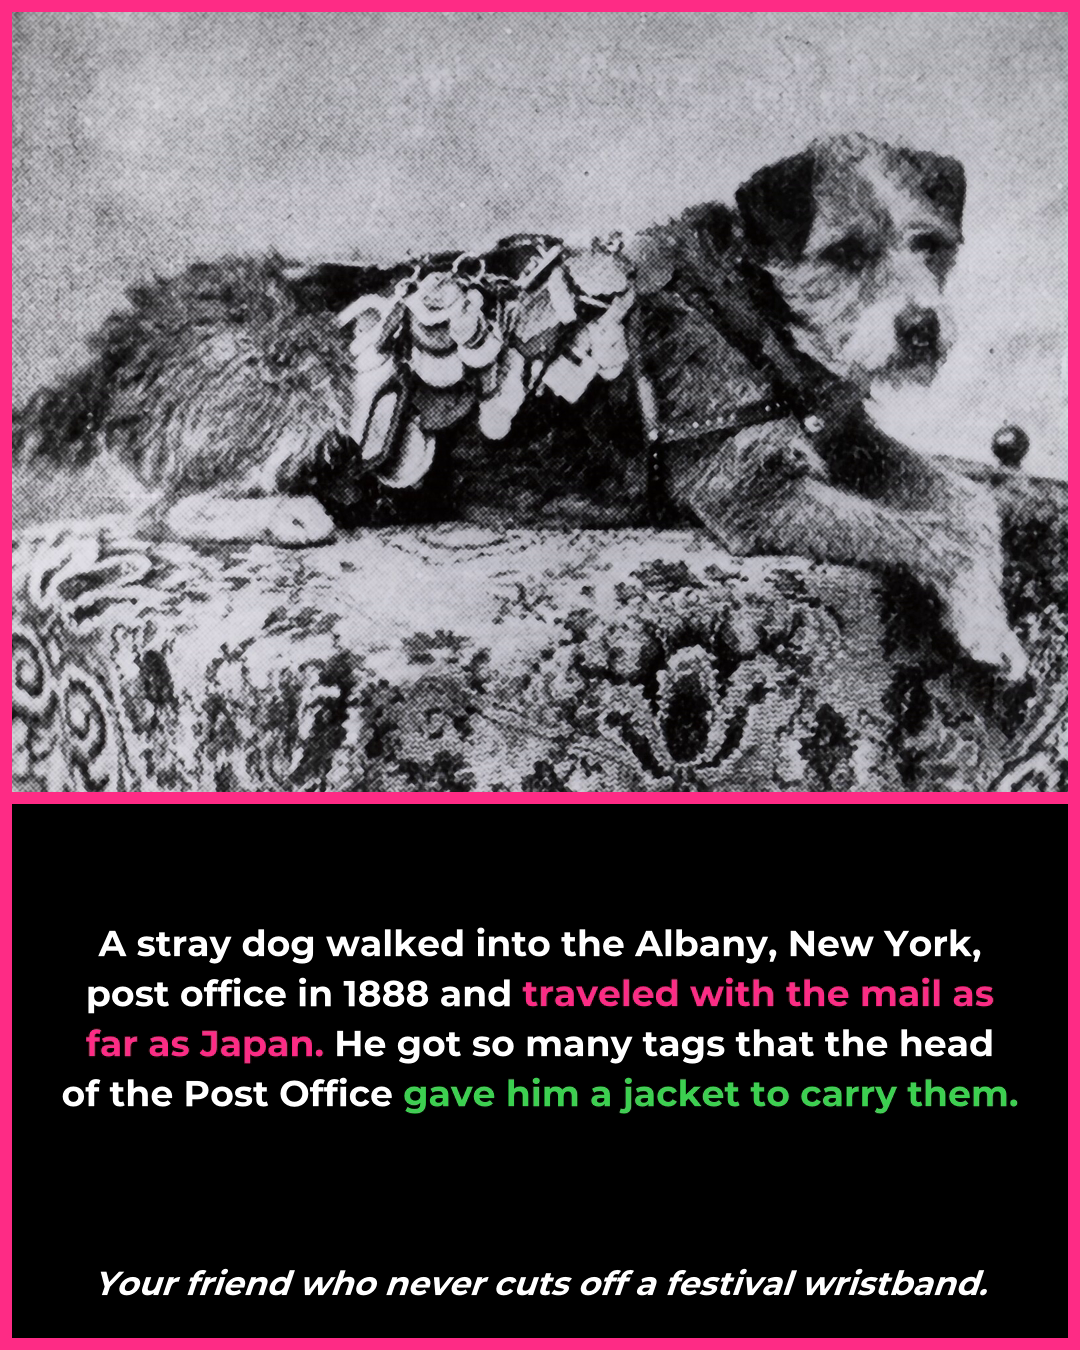 A stray dog walked into the Albany, New York,
post office in 1888 and traveled with the mail as
far as Japan. He got so many tags that the head
of the Post Office gave him a jacket to carry them.
Your friend who never cuts off a festival wristband.